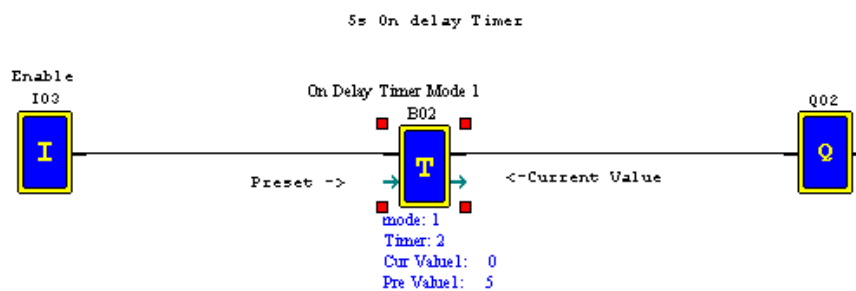 5s On delay Timer
Enable
I03
I
On Delay Timer Mode 1
B02
T
Q02
Q
Preset ->
<-Current Value
mode: 1
Timer: 2
Cur Value1: 0
Pre Value1: 5